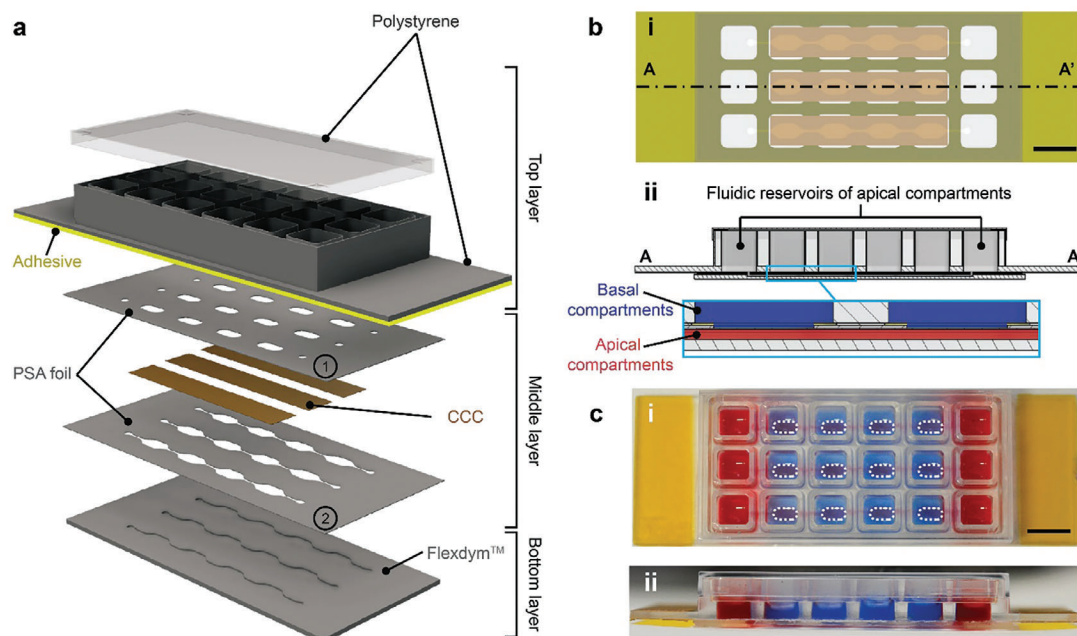 a
Polystyrene
Top layer
Adhesive
1
PSA foil
CCC
Middle layer
2
Flexdym™
Bottom layer
b
i
A
A'
ii
Fluidic reservoirs of apical compartments
A
A
Basal
compartments
Apical
compartments
c
i
ii